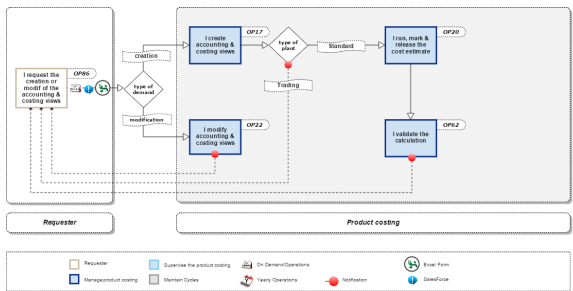 OP86
I request the
creation or
modif of the
accounting &
costing views
creation
type of
demand
modification
OP17
I create
accounting &
costing views
type of
plant
Standard
Trading
OP20
I run, mark &
release the
cost estimate
OP22
I modify
accounting &
costing views
OP62
I validate the
calculation
Requester
Product costing
Requester
Supervise the product costing
On Demand Operations
Excel Form
Manage product costing
Maintain Cycles
Yearly Operations
Notification
SalesForce